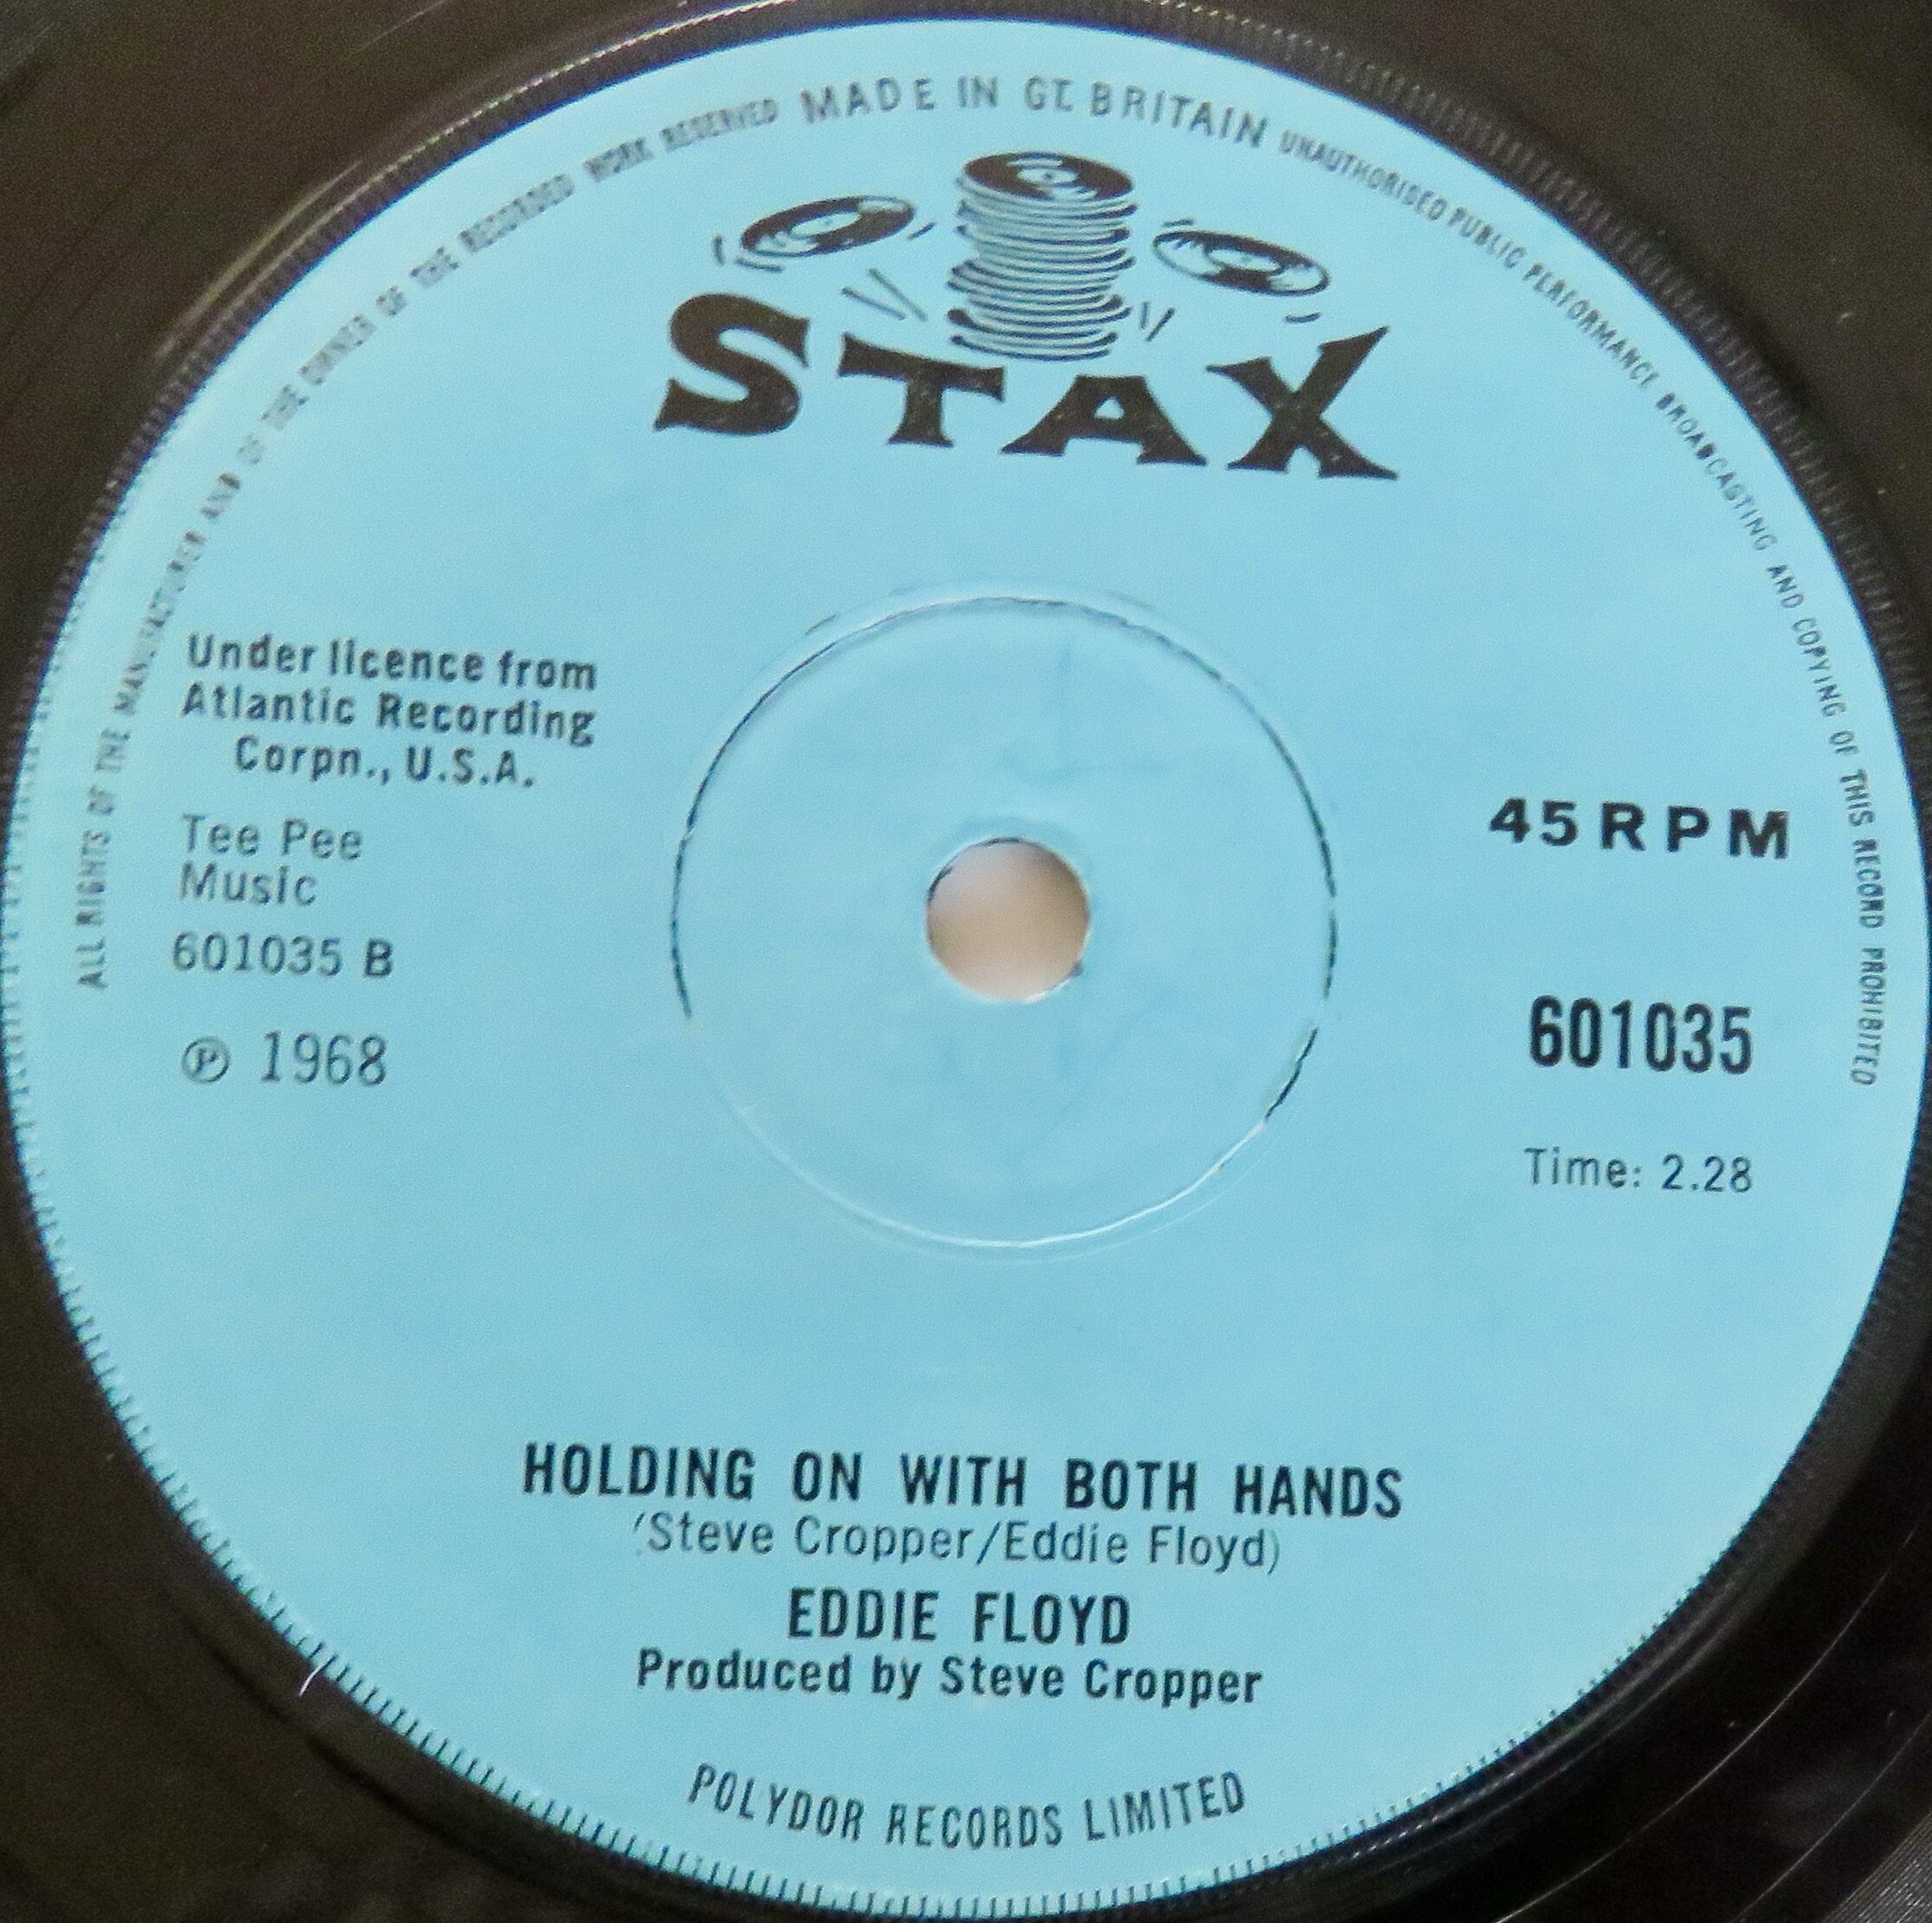 ALL RIGHTS OF THE MANUFACTURER AND OF THE OWNER OF THE RECORDED WORK RESERVED MADE IN GT. BRITAIN UNAUTHORISED PUBLIC PERFORMANCE BROADCASTING AND COPYING OF THIS RECORD PROHIBITED
STAX
Under licence from
Atlantic Recording
Corpn., U.S.A.
Tee Pee
Music
601035 B
℗ 1968
45 RPM
601035
Time: 2.28
HOLDING ON WITH BOTH HANDS
(Steve Cropper/Eddie Floyd)
EDDIE FLOYD
Produced by Steve Cropper
POLYDOR RECORDS LIMITED